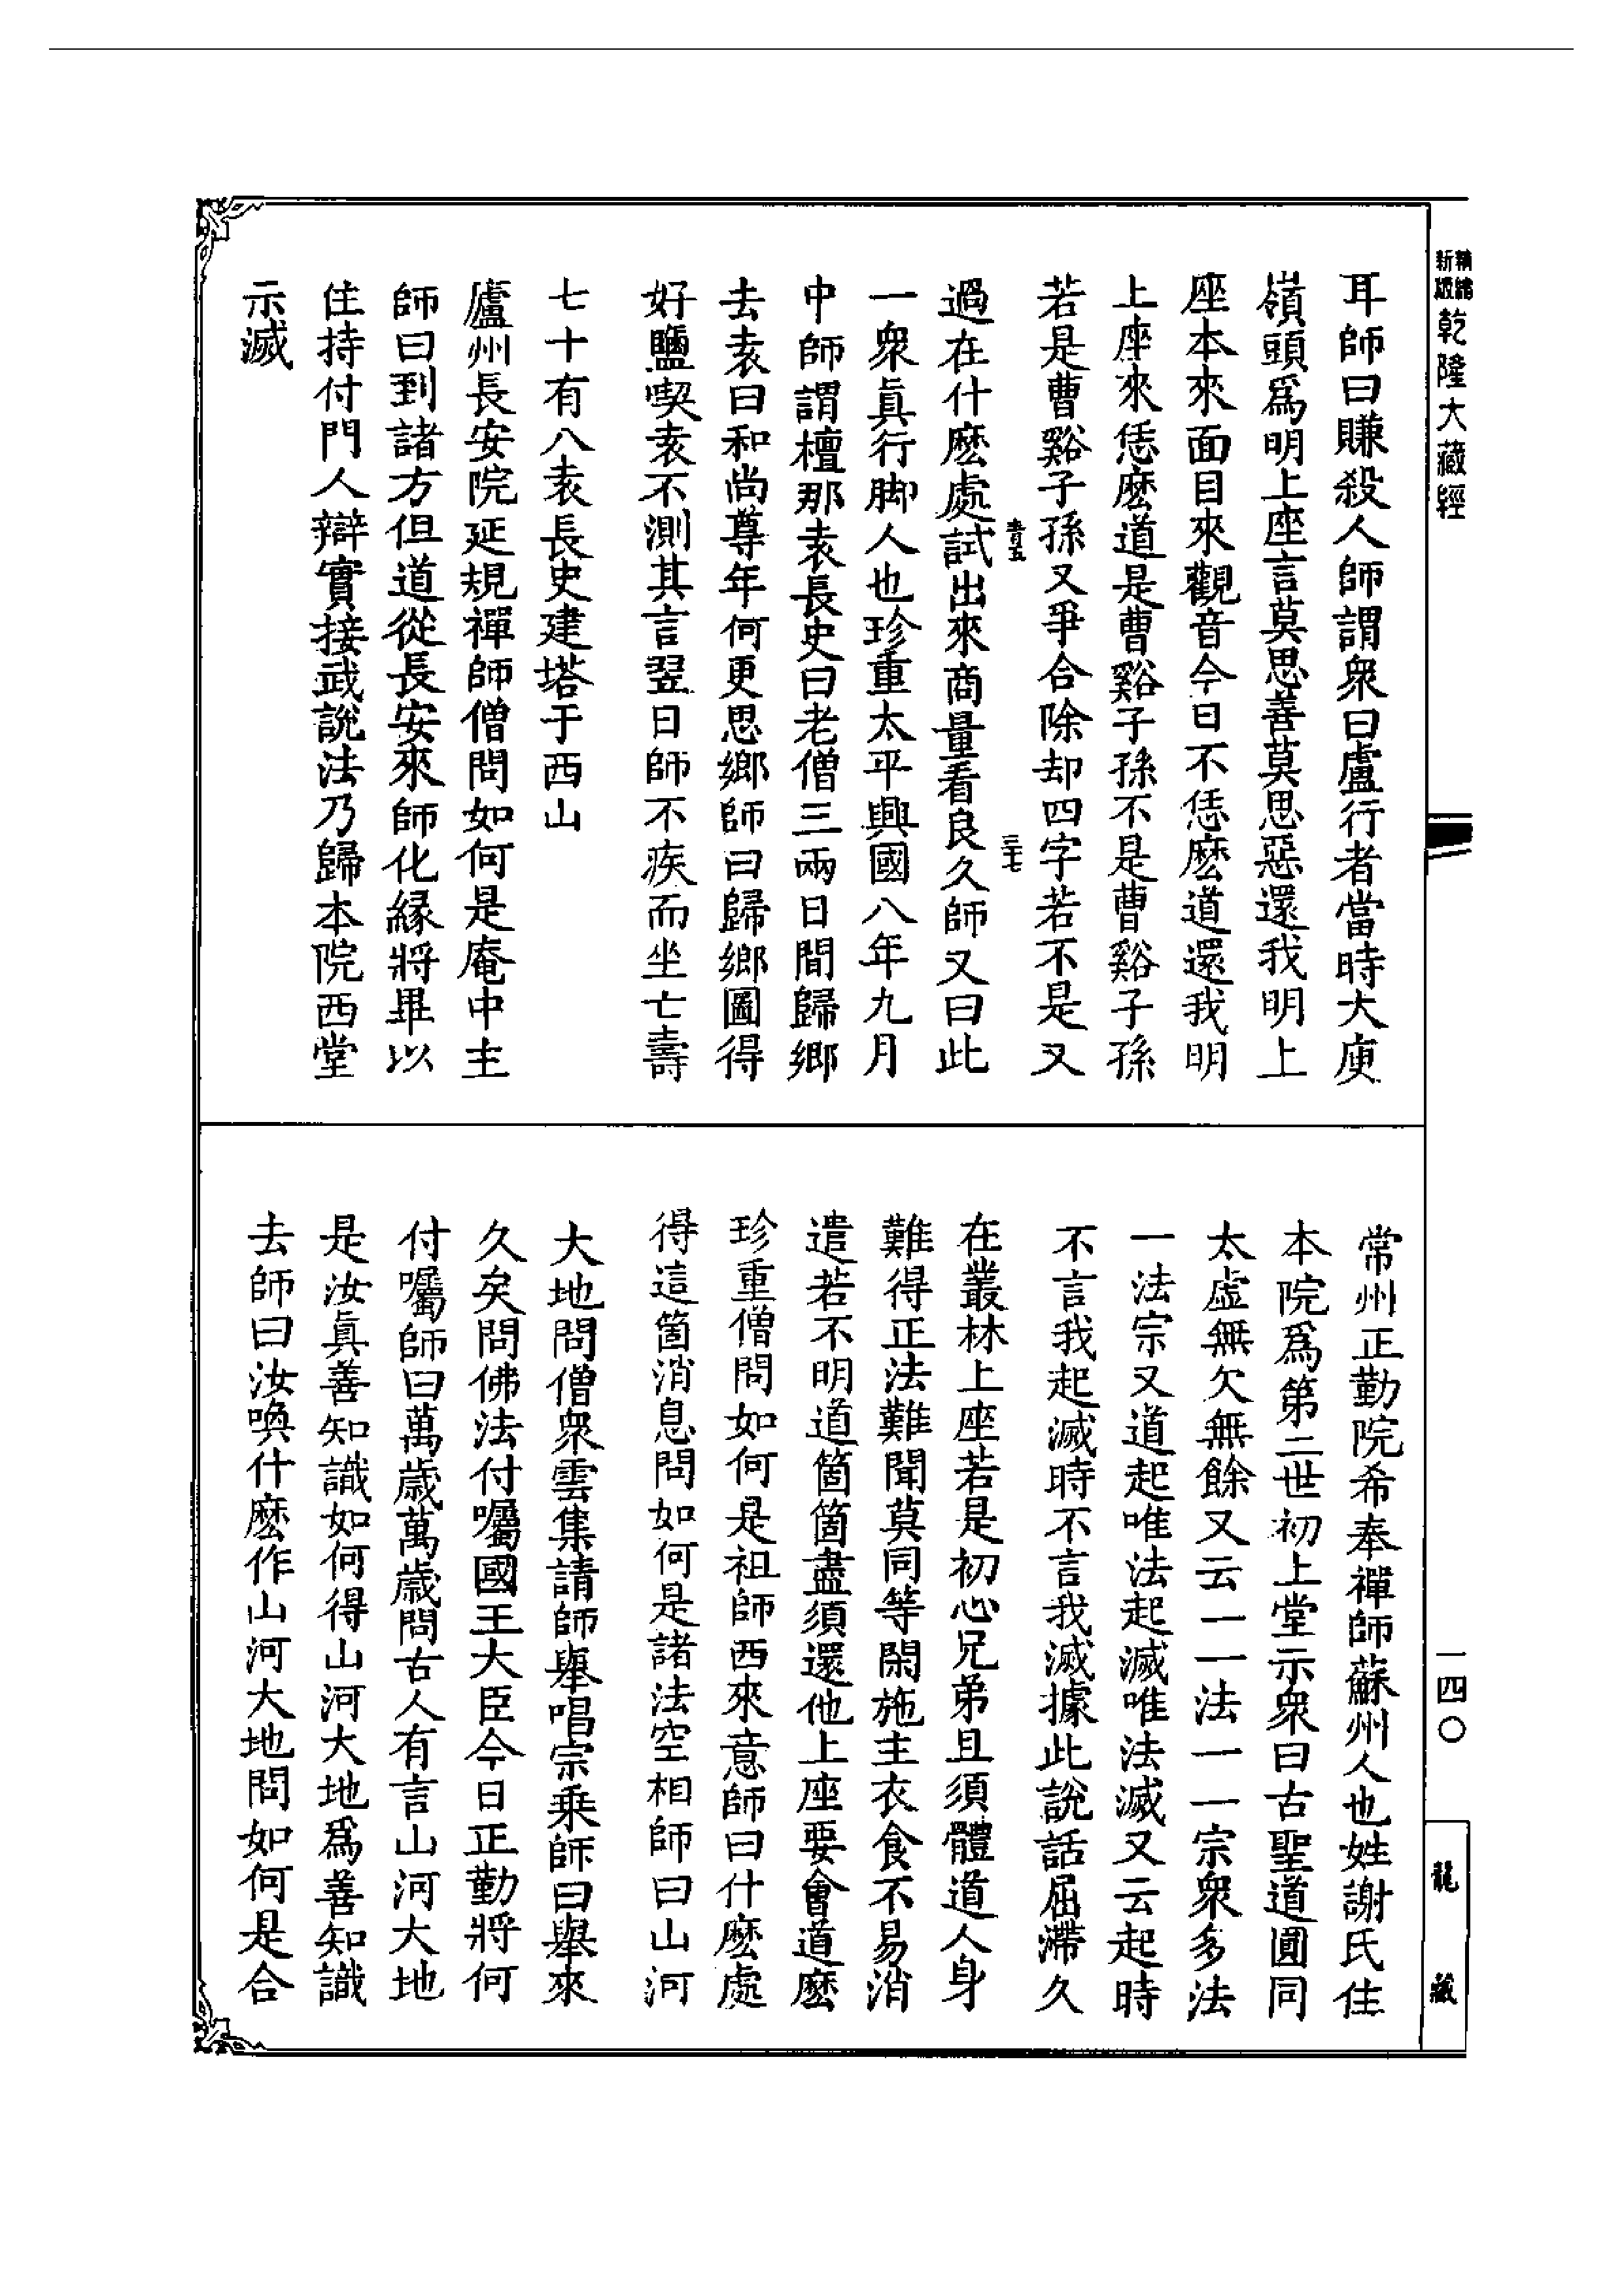 新編縮版乾隆大藏經
耳師曰賺殺人師謂衆曰盧行者當時大庾
嶺頭爲明上座言莫思善莫思惡還我明上
座本來面目來觀音今日不恁麽道還我明
上座來恁麽道是曹谿子孫不是曹谿子孫
若是曹谿子孫又爭合除却四字若不是又
過在什麽處試出來商量看良久師又曰此
一衆眞行脚人也珍重太平興國八年九月
中師謂檀那袁長史曰老僧三兩日間歸鄉
去袁曰和尚尊年何更思鄉師曰歸鄉圖得
好鹽喫袁不測其言翌日師不疾而坐亡壽
七十有八袁長史建塔于西山
廬州長安院延規禪師僧問如何是庵中主
師曰到諸方但道從長安來師化緣將畢以
住持付門人辯實接武說法乃歸本院西堂
示滅
常州正勤院希奉禪師蘇州人也姓謝氏住
本院爲第二世初上堂示衆曰古聖道圓同
太虛無欠無餘又云一一法一一宗衆多法
一法宗又道起唯法起滅唯法滅又云起時
不言我起滅時不言我滅據此說話屈滯久
在叢林上座若是初心兄弟且須體道人身
難得正法難聞莫同等閑施主衣食不易消
遣若不明道箇箇盡須還他上座要會道麽
珍重僧問如何是祖師西來意師曰什麽處
得這箇消息問如何是諸法空相師曰山河
大地問僧衆雲集請師舉唱宗乘師曰舉來
久矣問佛法付囑國王大臣今日正勤將何
付囑師曰萬歲萬歲問古人有言山河大地
是汝眞善知識如何得山河大地爲善知識
去師曰汝喚什麽作山河大地問如何是合
一四〇
龍藏